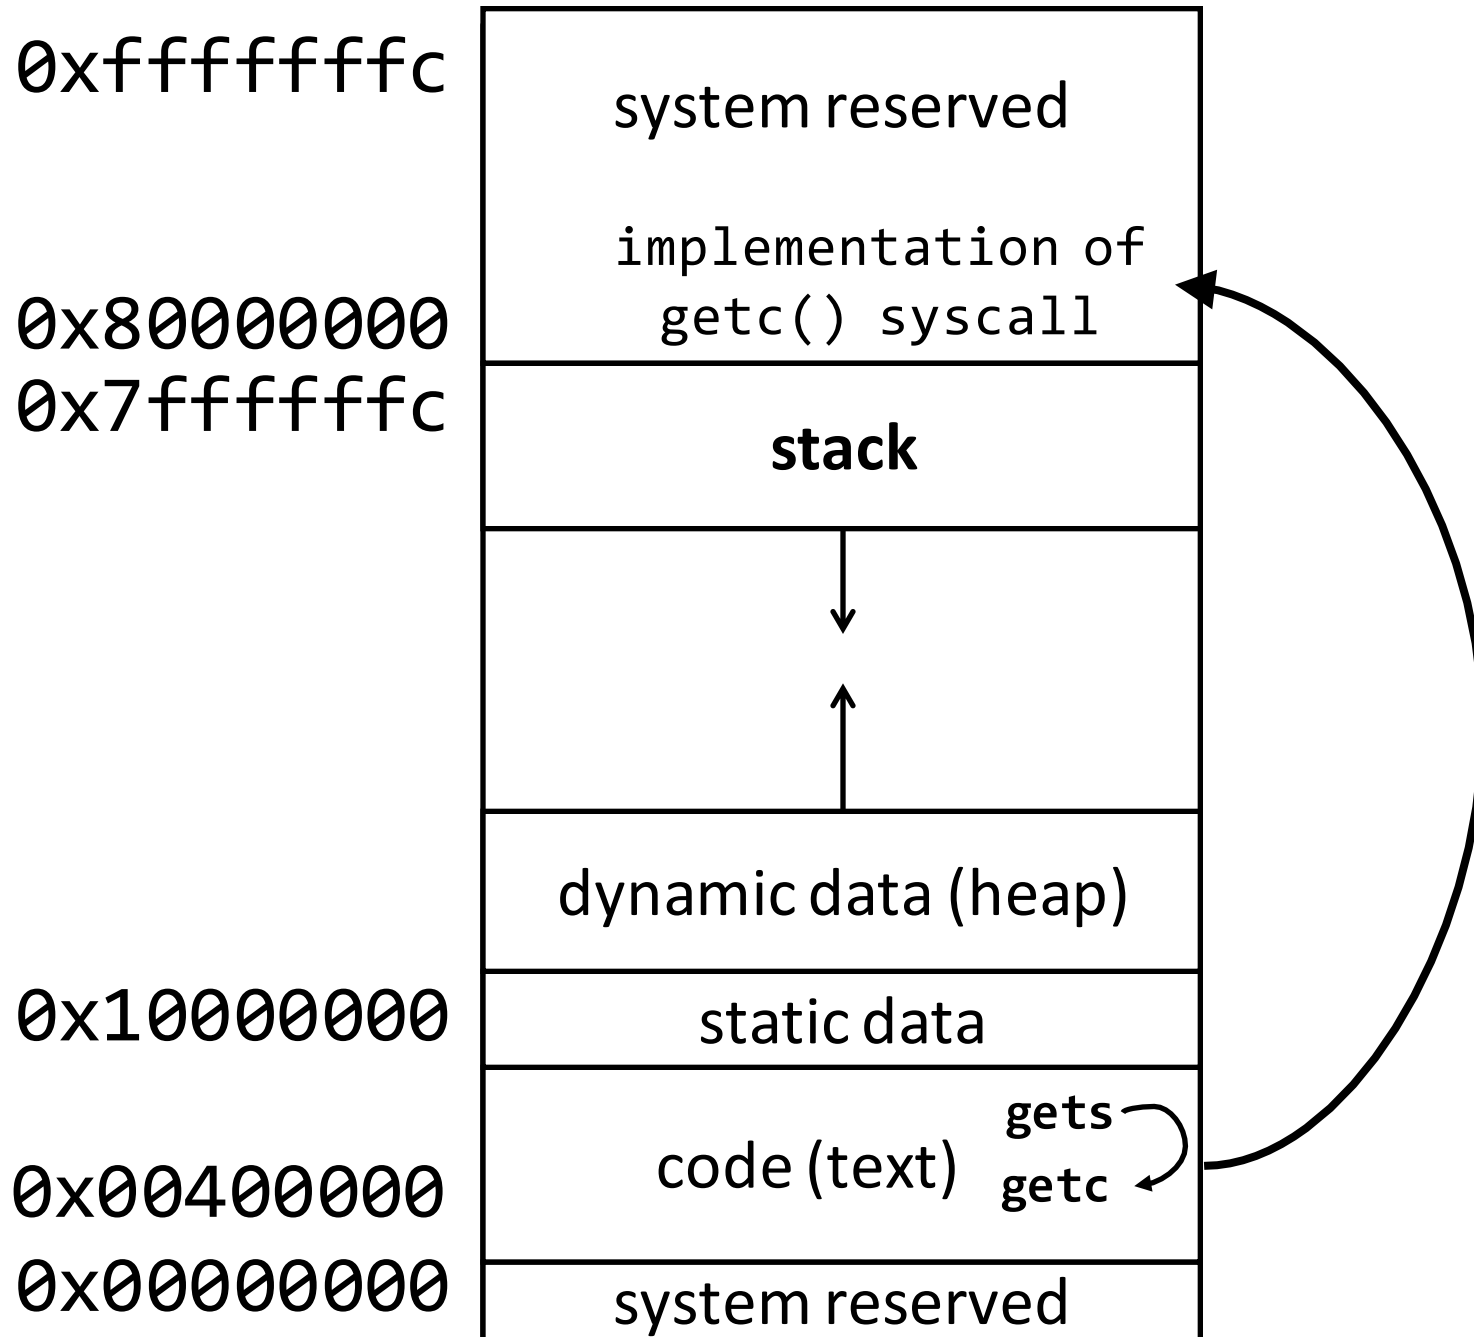 0xfffffffc
system reserved
implementation of
getc() syscall
0x80000000
0x7ffffffc
stack
dynamic data (heap)
0x10000000
static data
gets
code (text)
getc
0x00400000
0x00000000
system reserved